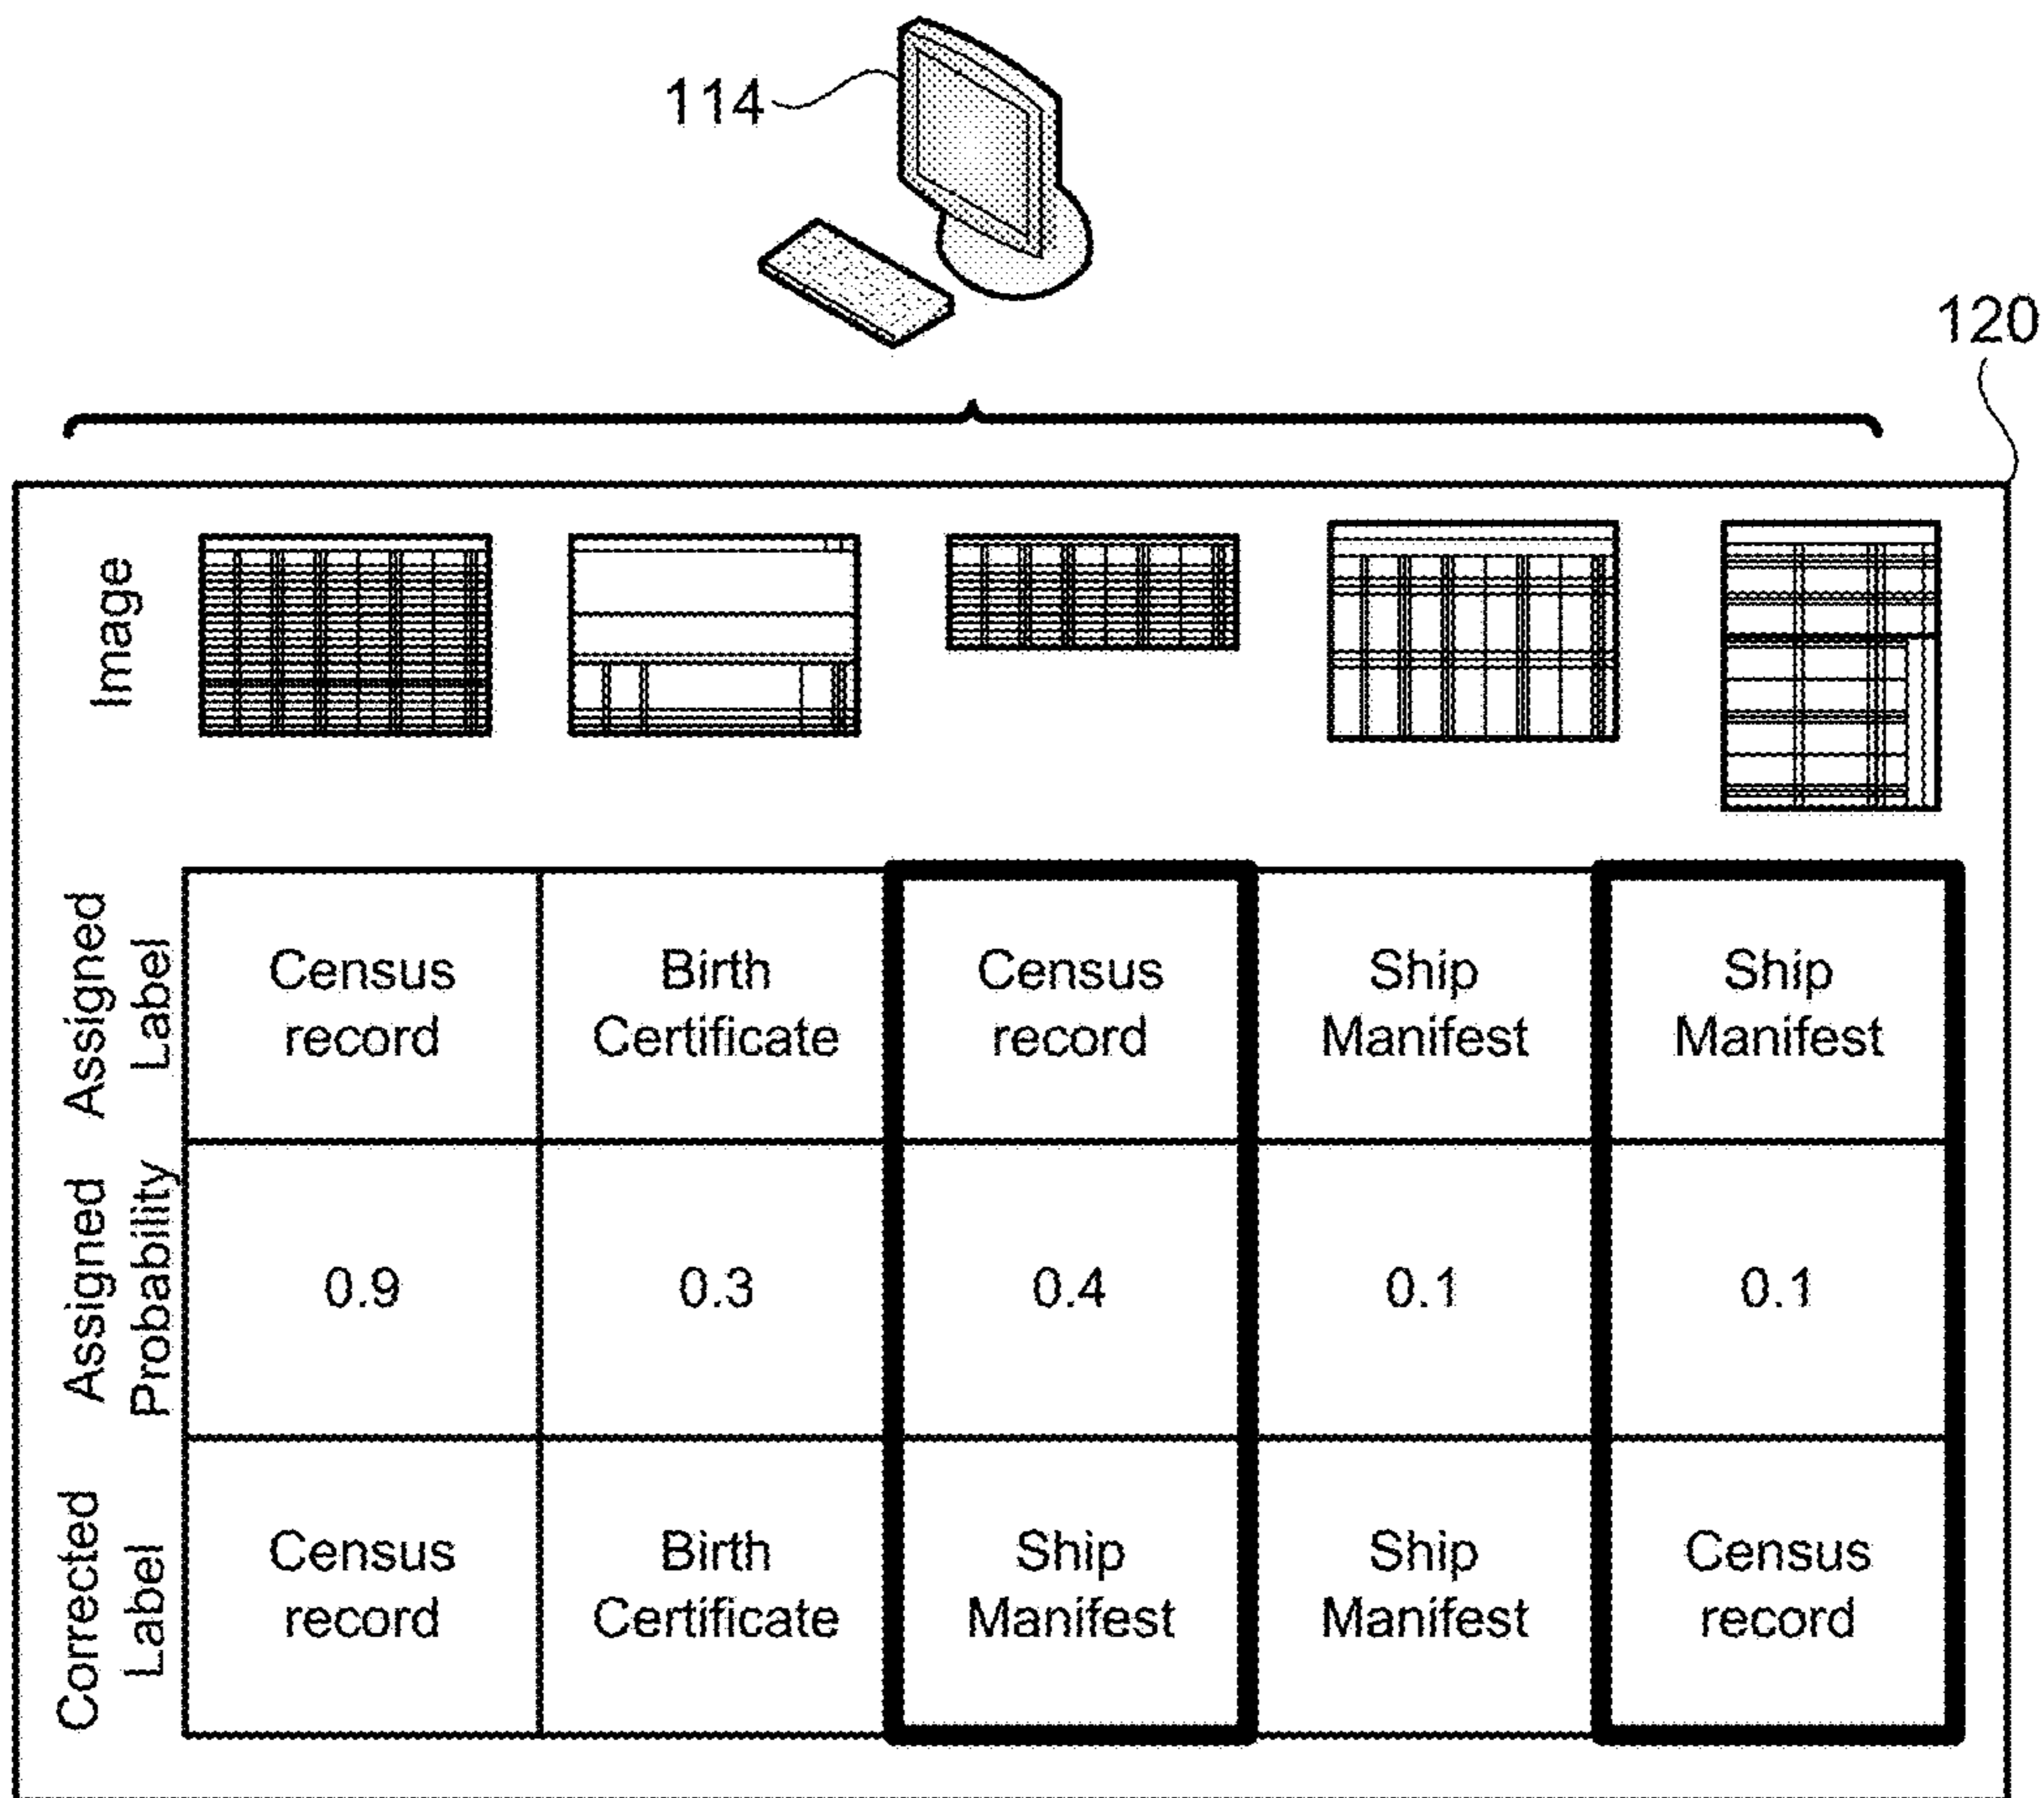 114
120
Image
Assigned
Label
Census
record
Birth
Certificate
Census
record
Ship
Manifest
Ship
Manifest
Assigned
Probability
0.9
0.3
0.4
0.1
0.1
Corrected
Label
Census
record
Birth
Certificate
Ship
Manifest
Ship
Manifest
Census
record